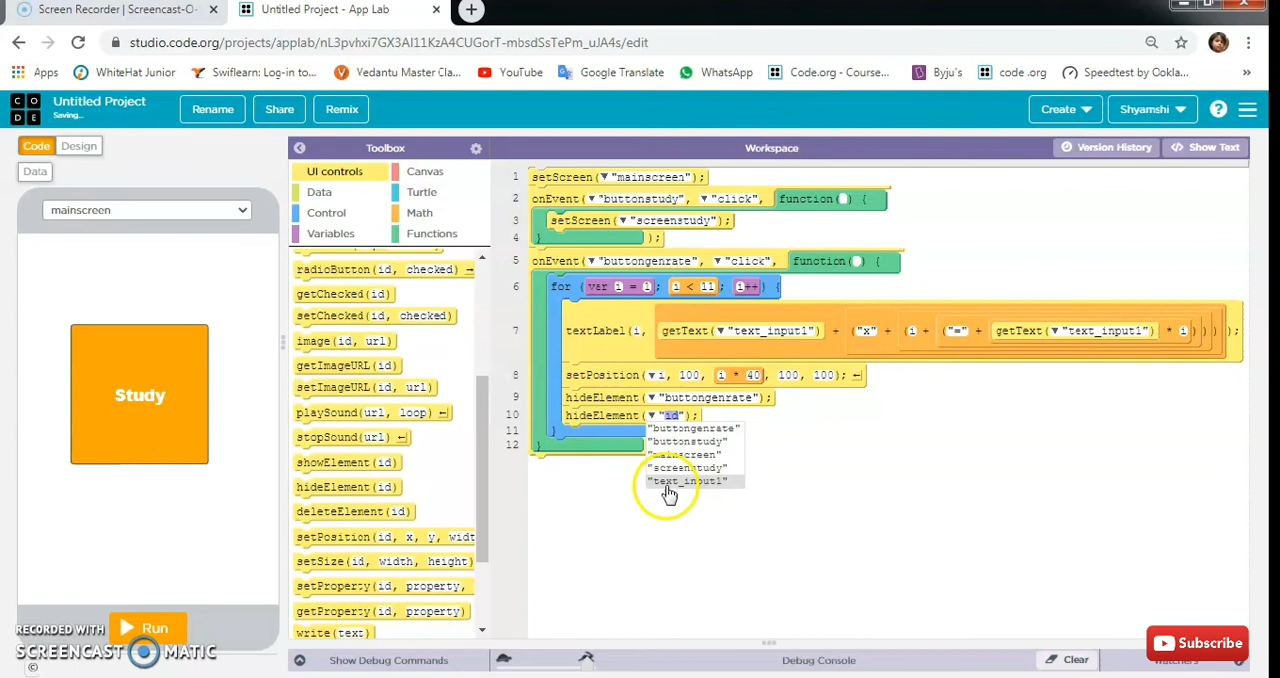 Screen Recorder | Screencast-O- × Untitled Project - App Lab × +
studio.code.org/projects/applab/nL3pvhxi7GX3AI11KzA4CUGorT-mbsdSsTePm_uJA4s/edit
Apps WhiteHat Junior Swiflearn: Log-in to... Vedantu Master Cla... YouTube Google Translate WhatsApp Code.org - Course... Byju's code .org Speedtest by Ookla... »
C O
D E
Untitled Project
Saving...
Rename Share Remix Create Shyamshi ?
Code Design
Data
mainscreen
Study
Run
RECORDED WITH
SCREENCAST MATIC
©
Toolbox
UI controls Canvas
Data Turtle
Control Math
Variables Functions
radioButton(id, checked)
getChecked(id)
setChecked(id, checked)
image(id, url)
getImageURL(id)
setImageURL(id, url)
playSound(url, loop)
stopSound(url)
showElement(id)
hideElement(id)
deleteElement(id)
setPosition(id, x, y, widt
setSize(id, width, height)
setProperty(id, property,
getProperty(id, property)
write(text)
Workspace Version History </> Show Text
1 setScreen(▼"mainscreen");
2 onEvent(▼"buttonstudy", ▼"click", function( ) {
3 setScreen(▼"screenstudy");
4 } );
5 onEvent(▼"buttongenrate", ▼"click", function( ) {
6 for (var i = 1; i < 11; i++) {
7 textLabel(i, getText(▼"text_input1") + ("x" + (i + ("=" + getText(▼"text_input1") * i))) );
8 setPosition(▼i, 100, i * 40, 100, 100);
9 hideElement(▼"buttongenrate");
10 hideElement(▼"id");
11 }
12 }
"buttongenrate"
"buttonstudy"
"mainscreen"
"screenstudy"
"text_input1"
Show Debug Commands Debug Console Clear
Subscribe